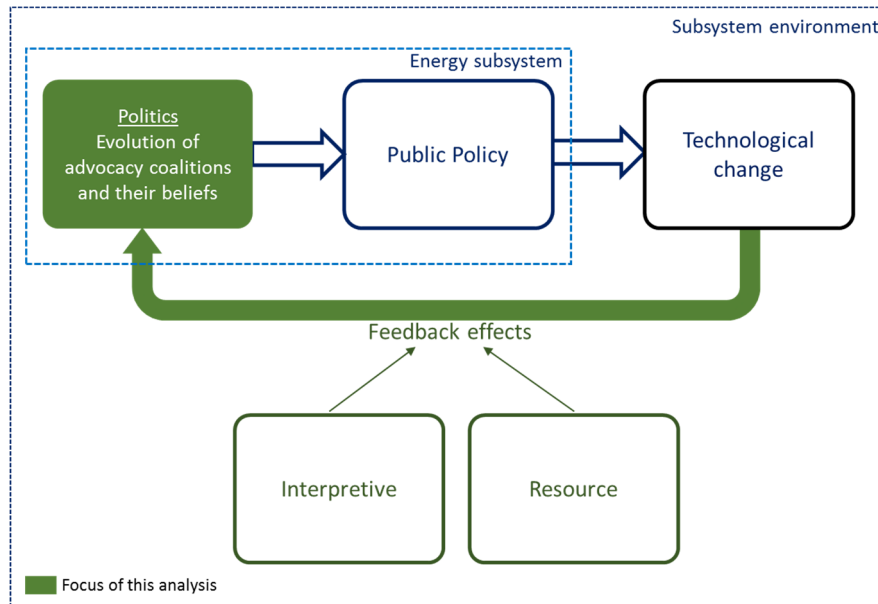 Subsystem environment
Energy subsystem
Politics
Evolution of
advocacy coalitions
and their beliefs
Public Policy
Technological
change
Feedback effects
Interpretive
Resource
Focus of this analysis